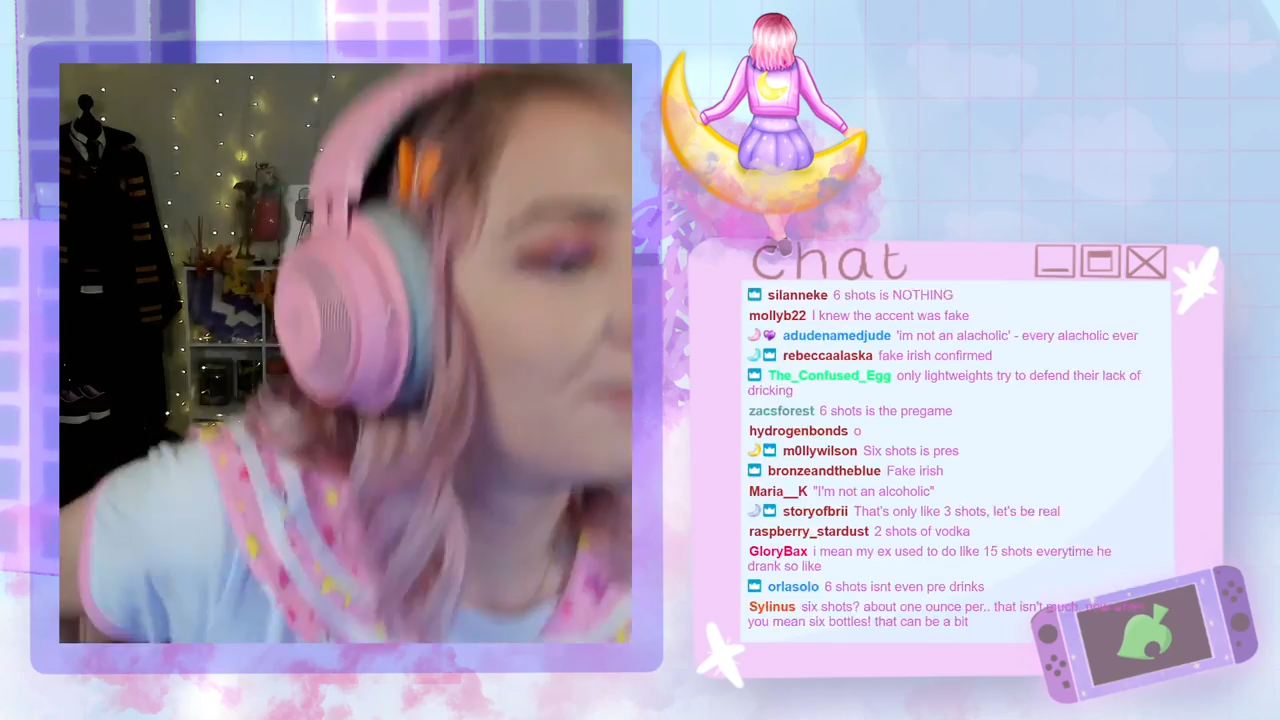 Chat
silanneke 6 shots is NOTHING
mollyb22 I knew the accent was fake
adudenamedjude 'im not an alacholic' - every alacholic ever
rebeccaalaska fake irish confirmed
The_Confused_Egg only lightweights try to defend their lack of
dricking
zacsforest 6 shots is the pregame
hydrogenbonds o
m0llywilson Six shots is pres
bronzeandtheblue Fake irish
Maria__K "I'm not an alcoholic"
storyofbrii That's only like 3 shots, let's be real
raspberry_stardust 2 shots of vodka
GloryBax i mean my ex used to do like 15 shots everytime he
drank so like
orlasolo 6 shots isnt even pre drinks
Sylinus six shots? about one ounce per.. that isn't much
you mean six bottles! that can be a bit